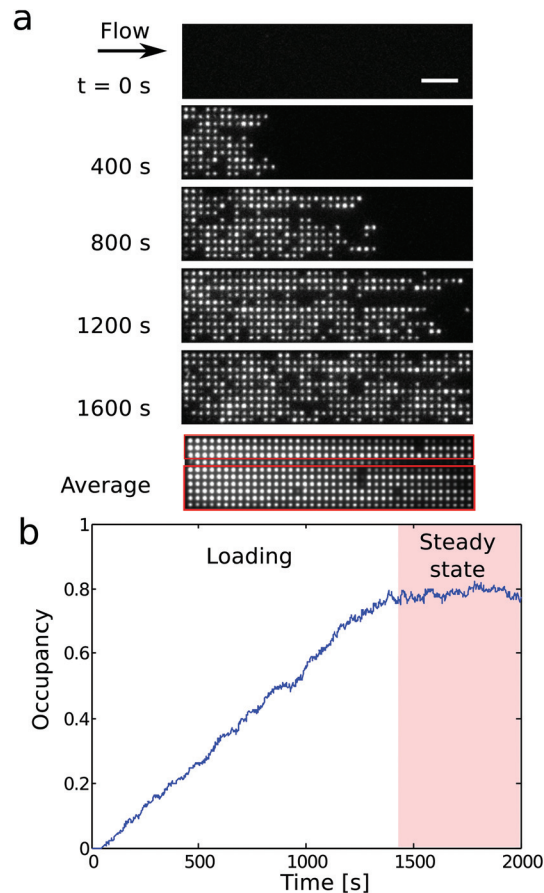 a
Flow
t = 0 s
400 s
800 s
1200 s
1600 s
Average
b
1
0.8
0.6
0.4
0.2
0
Occupancy
Loading
Steady
state
0 500 1000 1500 2000
Time [s]